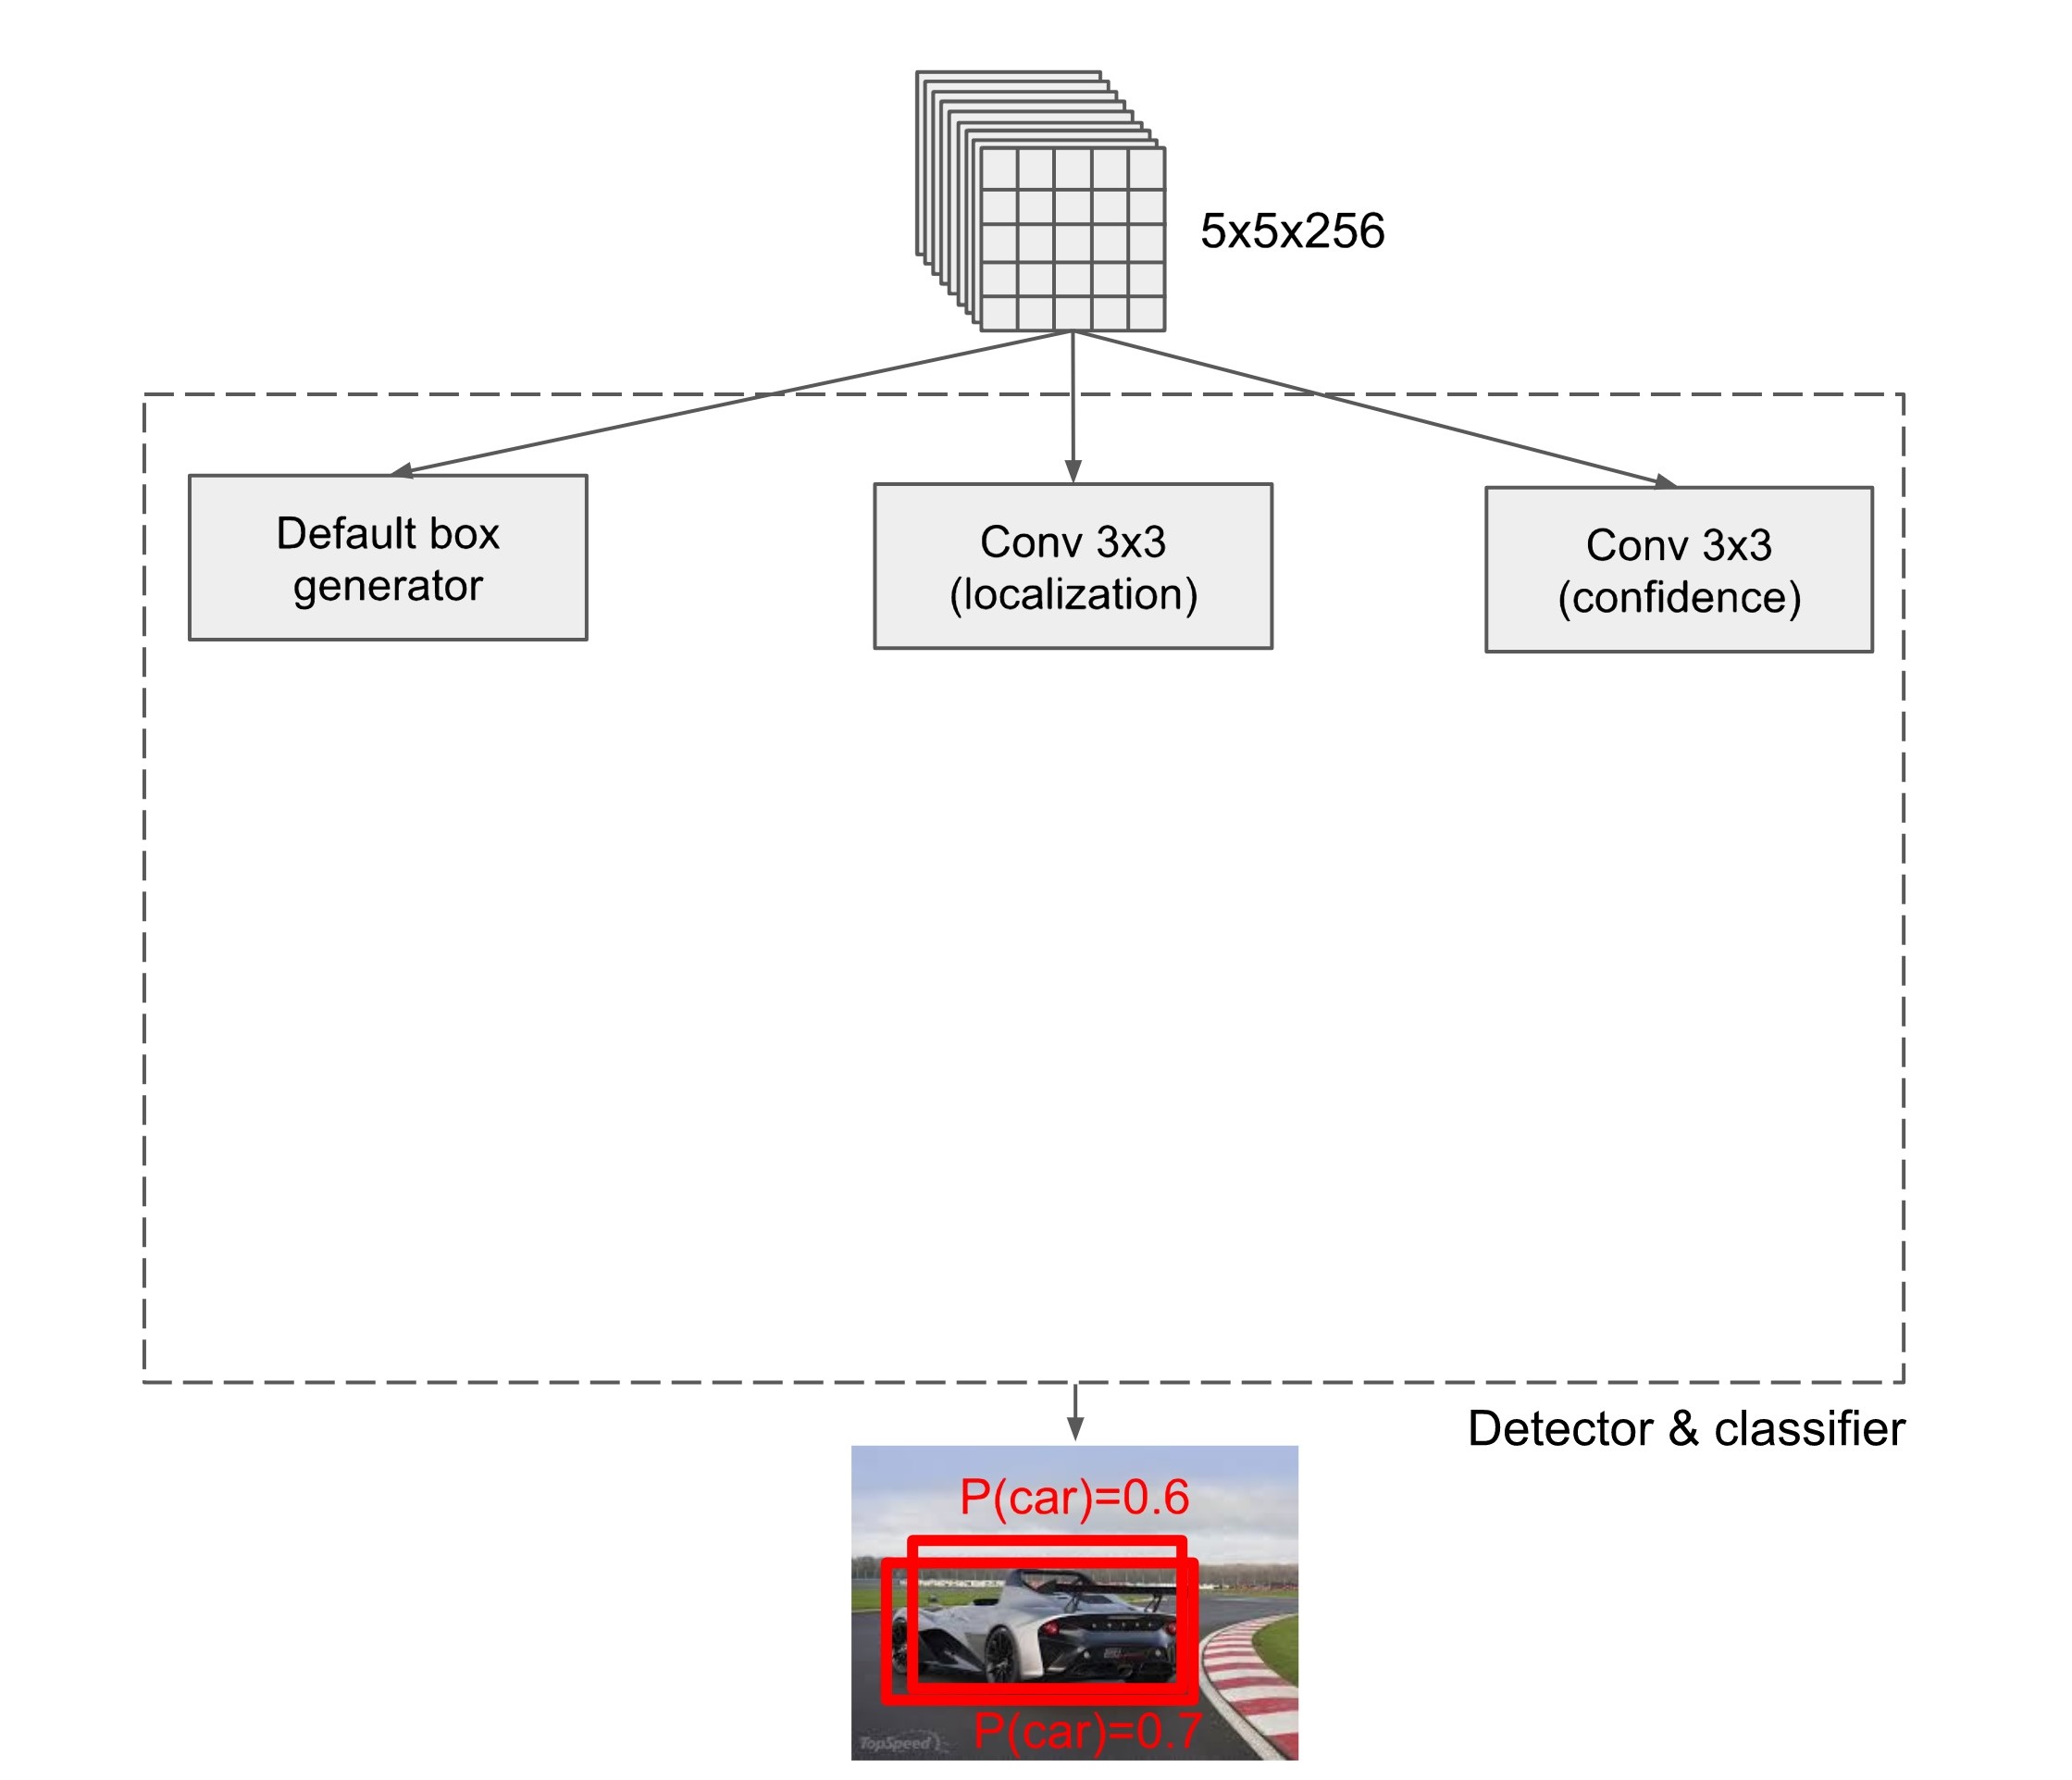 5x5x256
Default box
generator
Conv 3x3
(localization)
Conv 3x3
(confidence)
Detector & classifier
P(car)=0.6
P(car)=0.7
TopSpeed